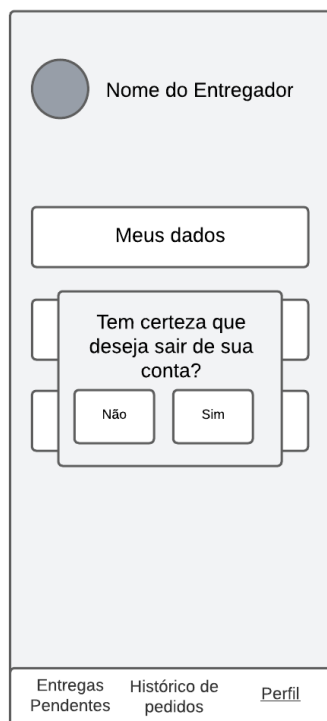 Nome do Entregador
Meus dados
Tem certeza que
deseja sair de sua
conta?
Não
Sim
Entregas
Pendentes
Histórico de
pedidos
Perfil